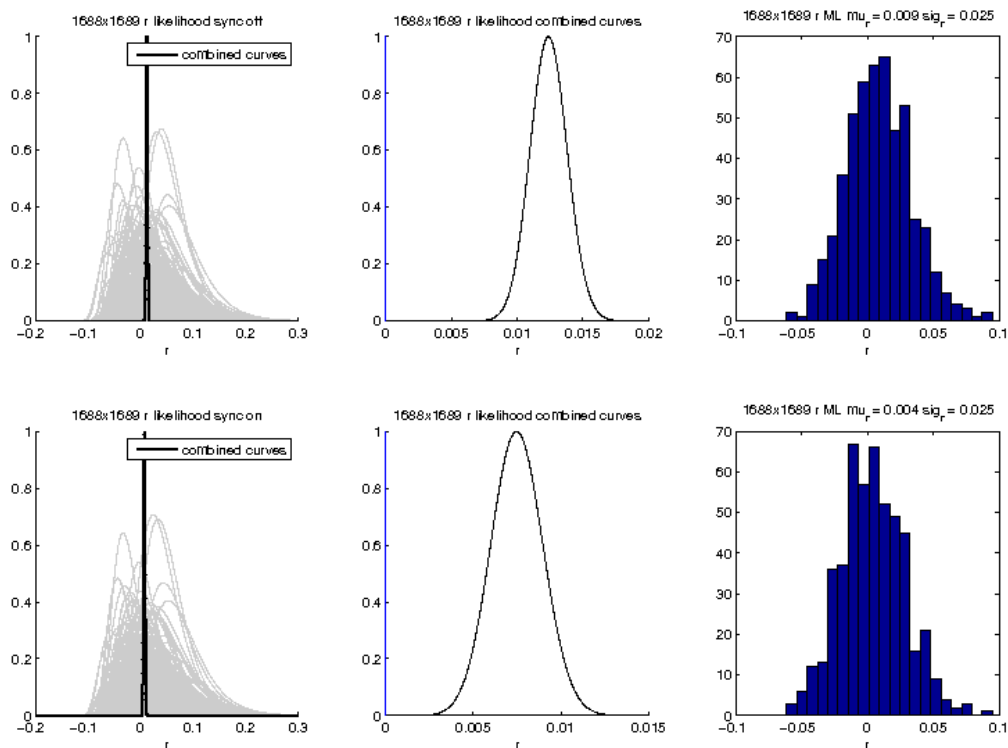 1688x1689 r likelihood sync off
1688x1689 r likelihood combined curves
1688x1689 r ML mu_r = 0.009 sig_r = 0.025
combined curves
1
0.8
0.6
0.4
0.2
0
−0.2 −0.1 0 0.1 0.2 0.3
r
1
0.8
0.6
0.4
0.2
0
0 0.005 0.01 0.015 0.02
r
70
60
50
40
30
20
10
0
−0.1 −0.05 0 0.05 0.1
r
1688x1689 r likelihood sync on
1688x1689 r likelihood combined curves
1688x1689 r ML mu_r = 0.004 sig_r = 0.025
combined curves
1
0.8
0.6
0.4
0.2
0
−0.2 −0.1 0 0.1 0.2 0.3
r
1
0.8
0.6
0.4
0.2
0
0 0.005 0.01 0.015
r
70
60
50
40
30
20
10
0
−0.1 −0.05 0 0.05 0.1
r